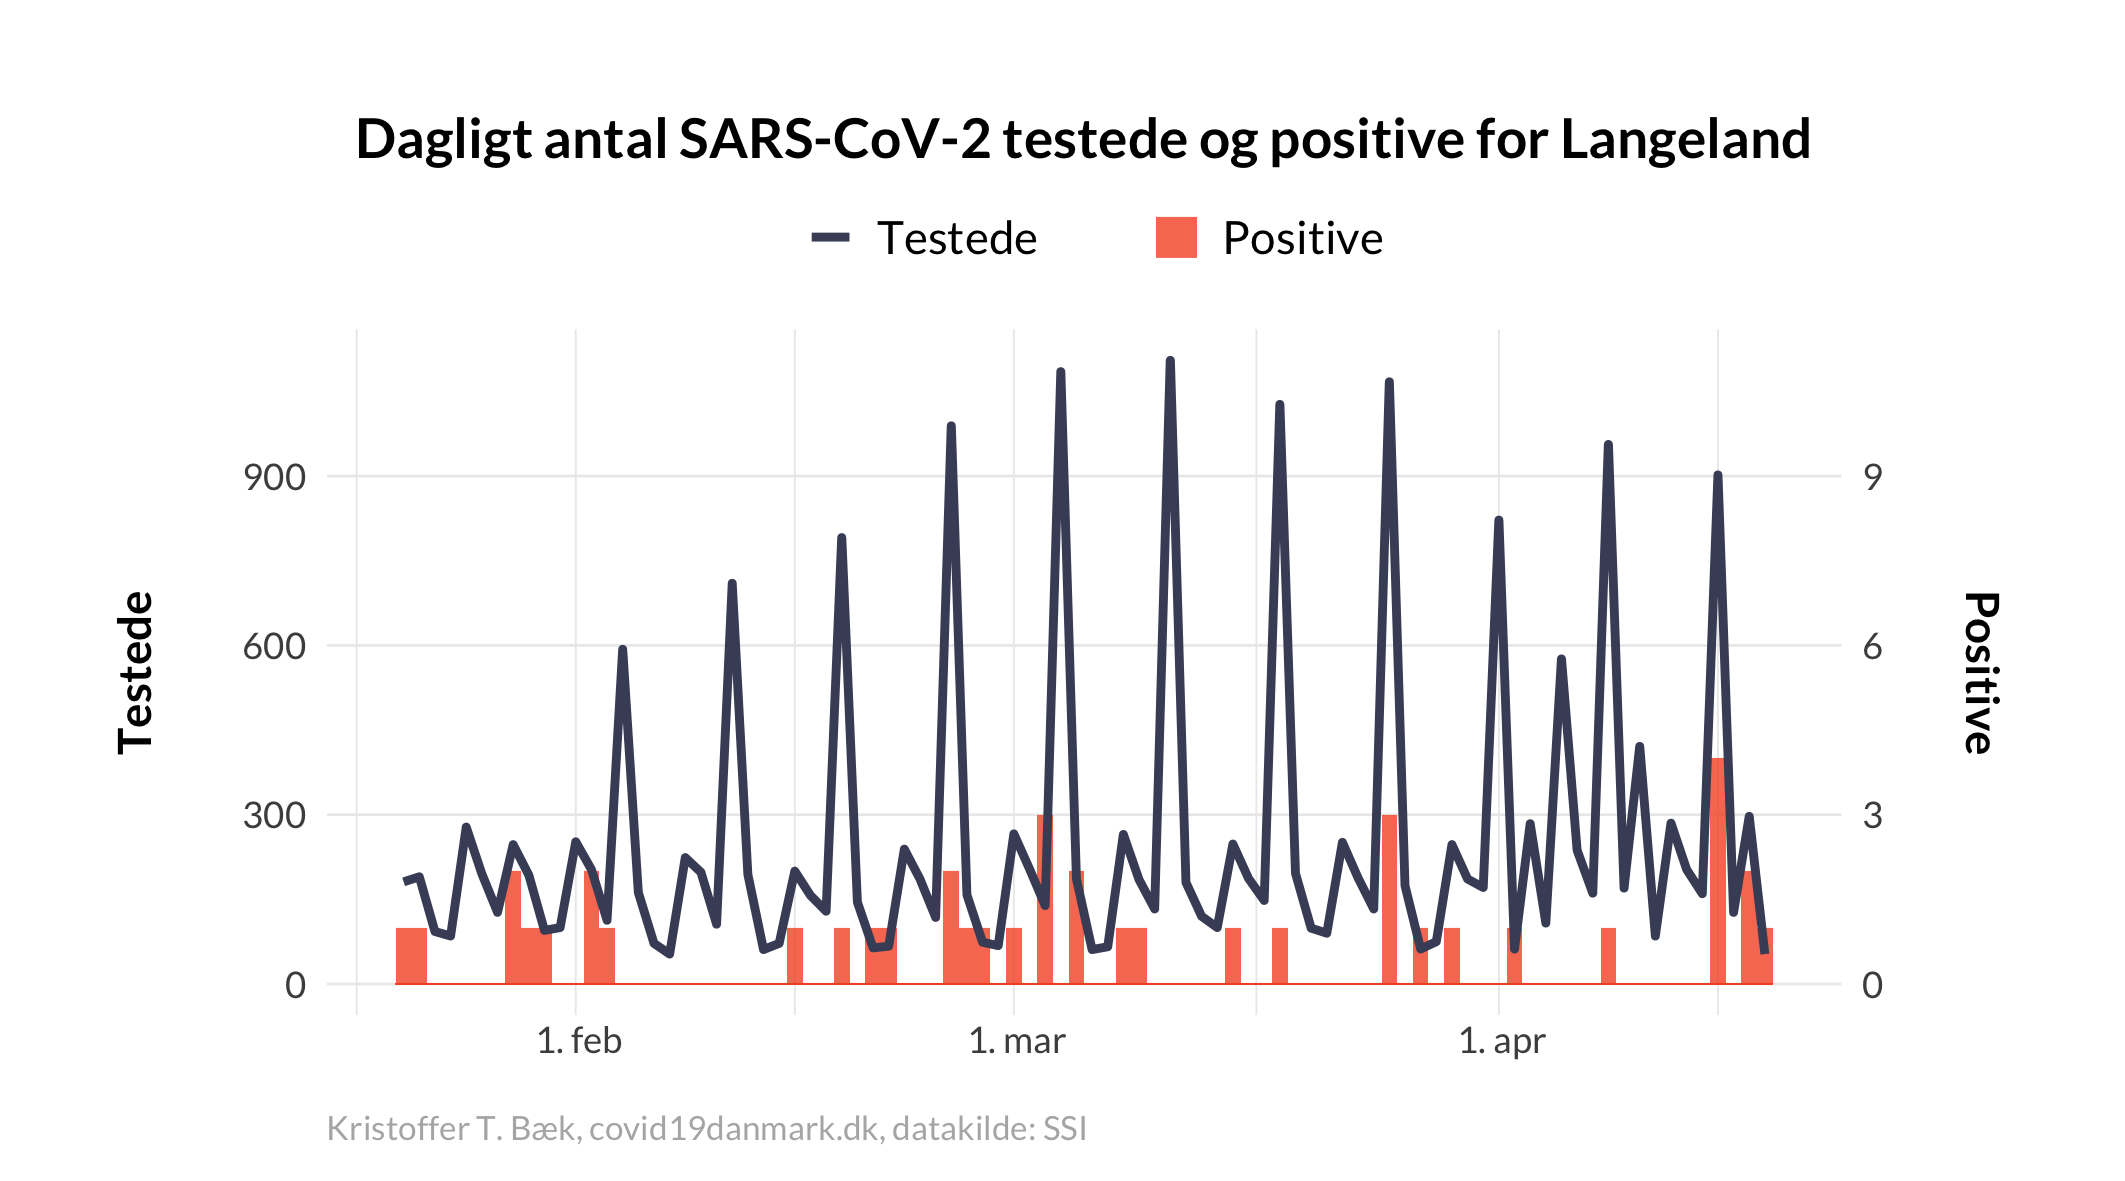 Dagligt antal SARS-CoV-2 testede og positive for Langeland
Testede
Positive
900
600
300
0
Testede
9
6
3
0
Positive
1. feb
1. mar
1. apr
Kristoffer T. Bæk, covid19danmark.dk, datakilde: SSI